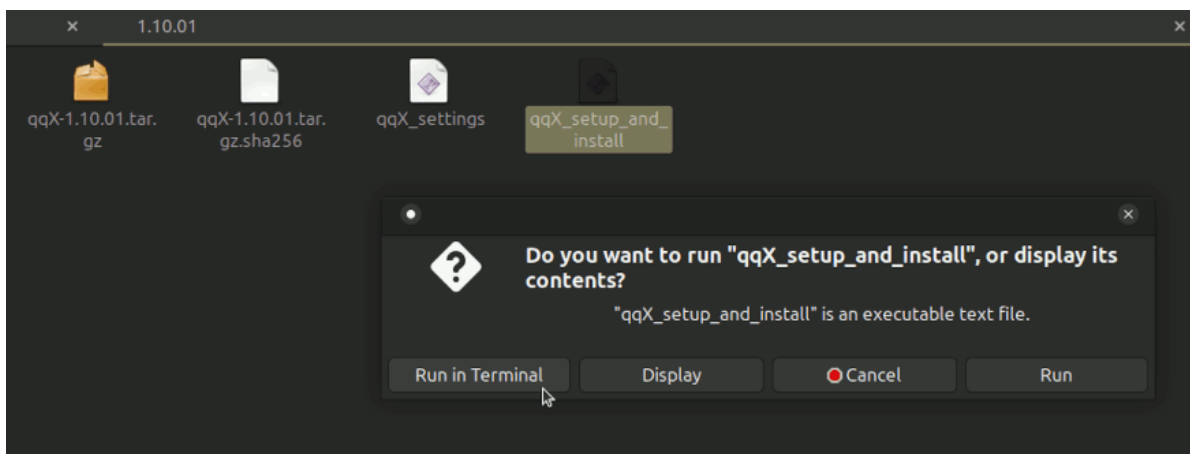 1.10.01
qqX-1.10.01.tar.
gz
qqX-1.10.01.tar.
gz.sha256
qqX_settings
qqX_setup_and_
install
Do you want to run "qqX_setup_and_install", or display its
contents?
"qqX_setup_and_install" is an executable text file.
Run in Terminal
Display
Cancel
Run